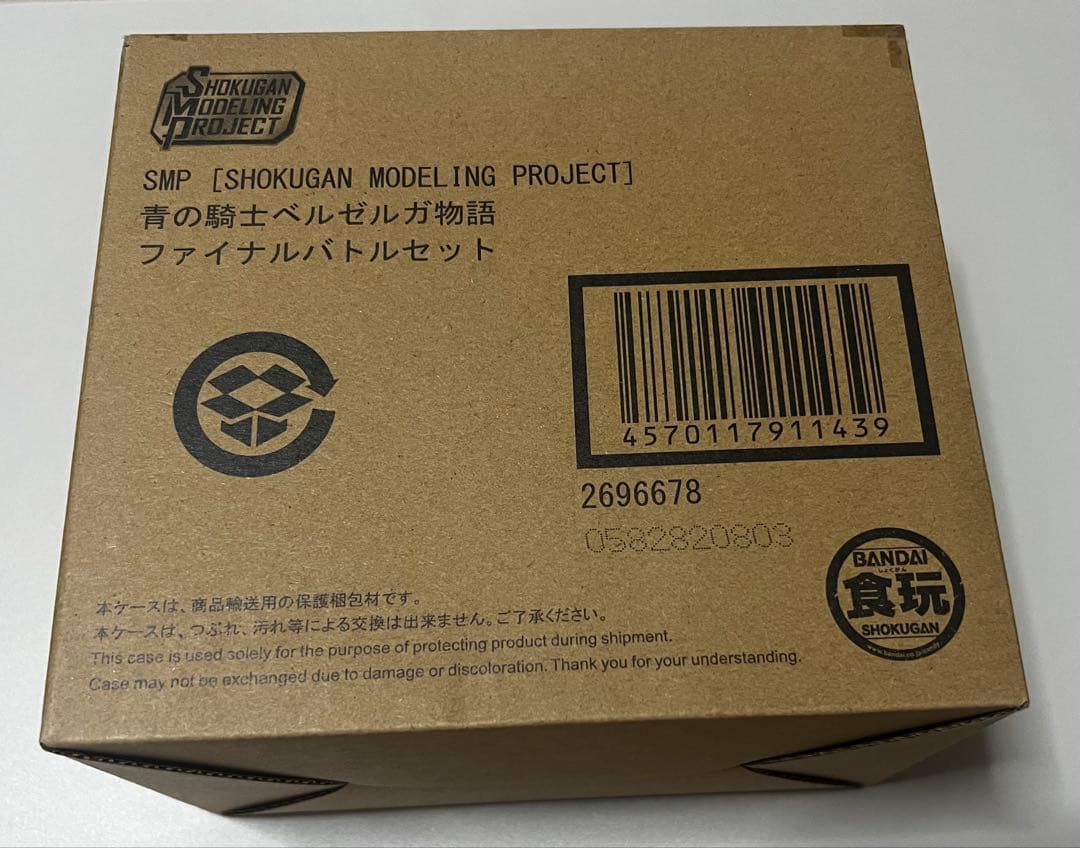 SHOKUGAN
MODELING
PROJECT
SMP [SHOKUGAN MODELING PROJECT]
青の騎士ベルゼルガ物語
ファイナルバトルセット
4570117911439
2696678
0582820803
BANDAI
しょくがん
食玩
SHOKUGAN
本ケースは、商品輸送用の保護梱包材です。
本ケースは、つぶれ、汚れ等による交換は出来ません。ご了承ください。
This case is used solely for the purpose of protecting product during shipment.
Case may not be exchanged due to damage or discoloration. Thank you for your understanding.